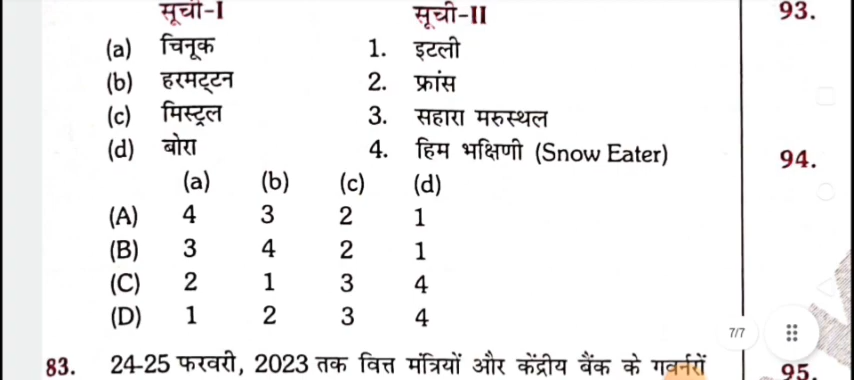 सूची-I सूची-II 93.
(a) चिनूक 1. इटली
(b) हरमट्टन 2. फ्रांस
(c) मिस्ट्रल 3. सहारा मरुस्थल
(d) बोरा 4. हिम भक्षिणी (Snow Eater) 94.
(a) (b) (c) (d)
(A) 4 3 2 1
(B) 3 4 2 1
(C) 2 1 3 4
(D) 1 2 3 4
7/7
83. 24-25 फरवरी, 2023 तक वित्त मंत्रियों और केंद्रीय बैंक के गवर्नरों 95.